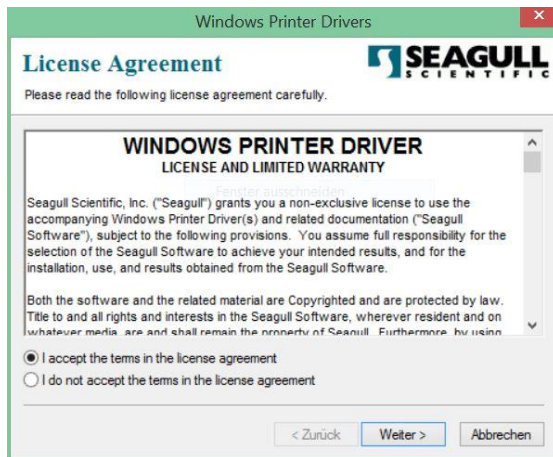 Windows Printer Drivers
License Agreement
SEAGULL
SCIENTIFIC
Please read the following license agreement carefully.
WINDOWS PRINTER DRIVER
LICENSE AND LIMITED WARRANTY
Fenster ausschneiden
Seagull Scientific, Inc. ("Seagull") grants you a non-exclusive license to use the
accompanying Windows Printer Driver(s) and related documentation ("Seagull
Software"), subject to the following provisions. You assume full responsibility for the
selection of the Seagull Software to achieve your intended results, and for the
installation, use, and results obtained from the Seagull Software.
Both the software and the related material are Copyrighted and are protected by law.
Title to and all rights and interests in the Seagull Software, wherever resident and on
whatever media, are and shall remain the property of Seagull. Furthermore, by using
I accept the terms in the license agreement
I do not accept the terms in the license agreement
< Zurück Weiter > Abbrechen